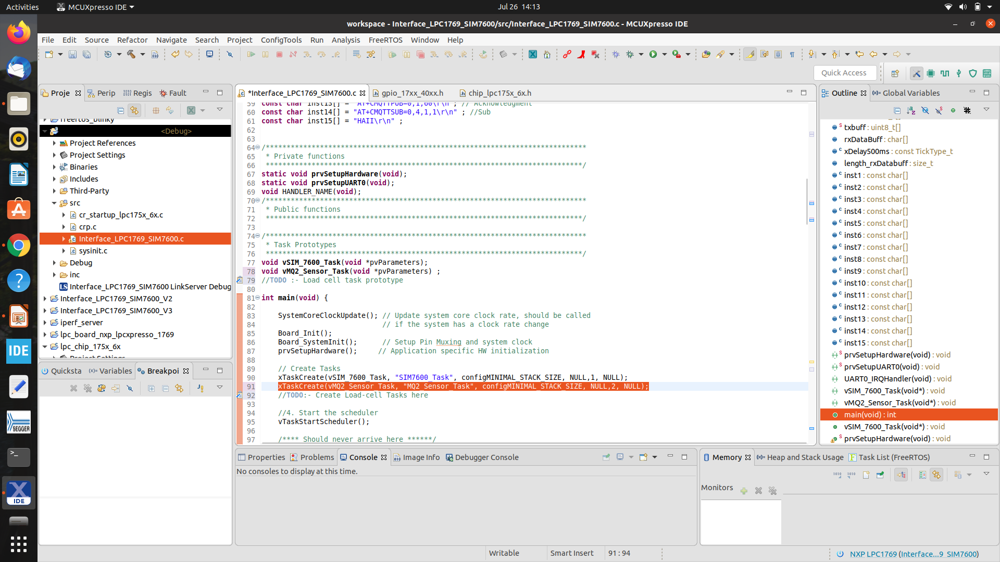 Activities
MCUXpresso IDE
Jul 26 14:13
workspace - Interface_LPC1769_SIM7600/src/Interface_LPC1769_SIM7600.c - MCUXpresso IDE
File Edit Source Refactor Navigate Search Project ConfigTools Run Analysis FreeRTOS Window Help
Quick Access
Proje Perip Regis Fault
freertos_blinky
<Debug>
Project References
Project Settings
Binaries
Includes
Third-Party
src
cr_startup_lpc175x_6x.c
crp.c
Interface_LPC1769_SIM7600.c
sysinit.c
Debug
inc
LS Interface_LPC1769_SIM7600 LinkServer Debug
Interface_LPC1769_SIM7600_V2
Interface_LPC1769_SIM7600_V3
iperf_server
lpc_board_nxp_lpcxpresso_1769
lpc_chip_175x_6x
Project Settings
Quicksta (x)= Variables Breakpoi
*Interface_LPC1769_SIM7600.c gpio_17xx_40xx.h chip_lpc175x_6x.h
59 const char inst13[] = "AT+CMQTTPUB=0,1,60\r\n" ; // Acknowledgment
60 const char inst14[] = "AT+CMQTTSUB=0,4,1,1\r\n" ; //Sub
61 const char inst15[] = "HAII\r\n" ;
62
63
64 /*****************************************************************************
65 * Private functions
66 ****************************************************************************/
67 static void prvSetupHardware(void);
68 static void prvSetupUART0(void);
69 void HANDLER_NAME(void);
70 /*****************************************************************************
71 * Public functions
72 ****************************************************************************/
73
74 /*****************************************************************************
75 * Task Prototypes
76 ****************************************************************************/
77 void vSIM_7600_Task(void *pvParameters);
78 void vMQ2_Sensor_Task(void *pvParameters) ;
79 //TODO :- Load cell task prototype
80
81 int main(void) {
82
83 SystemCoreClockUpdate(); // Update system core clock rate, should be called
84 // if the system has a clock rate change
85 Board_Init();
86 Board_SystemInit(); // Setup Pin Muxing and system clock
87 prvSetupHardware(); // Application specific HW initialization
88
89 // Create Tasks
90 xTaskCreate(vSIM_7600_Task, "SIM7600_Task", configMINIMAL_STACK_SIZE, NULL,1, NULL);
91 xTaskCreate(vMQ2_Sensor_Task, "MQ2_Sensor_Task", configMINIMAL_STACK_SIZE, NULL,2, NULL);
92 //TODO:- Create Load-cell Tasks here
93
94 //4. Start the scheduler
95 vTaskStartScheduler();
96
97 /**** Should never arrive here ******/
Outline (x)= Global Variables
txbuff : uint8_t[]
rxDataBuff : char[]
xDelay500ms : const TickType_t
length_rxDatabuff : size_t
inst1 : const char[]
inst2 : const char[]
inst3 : const char[]
inst4 : const char[]
inst5 : const char[]
inst6 : const char[]
inst7 : const char[]
inst8 : const char[]
inst9 : const char[]
inst10 : const char[]
inst11 : const char[]
inst12 : const char[]
inst13 : const char[]
inst14 : const char[]
inst15 : const char[]
prvSetupHardware(void) : void
prvSetupUART0(void) : void
UART0_IRQHandler(void) : void
vSIM_7600_Task(void*) : void
vMQ2_Sensor_Task(void*) : void
main(void) : int
vSIM_7600_Task(void*) : void
prvSetupHardware(void) : void
Properties Problems Console Image Info Debugger Console
No consoles to display at this time.
Memory (x)= Heap and Stack Usage Task List (FreeRTOS)
Monitors
IDE
SEGGER
IDE
Writable Smart Insert 91 : 94
NXP LPC1769 (Interface...9_SIM7600)